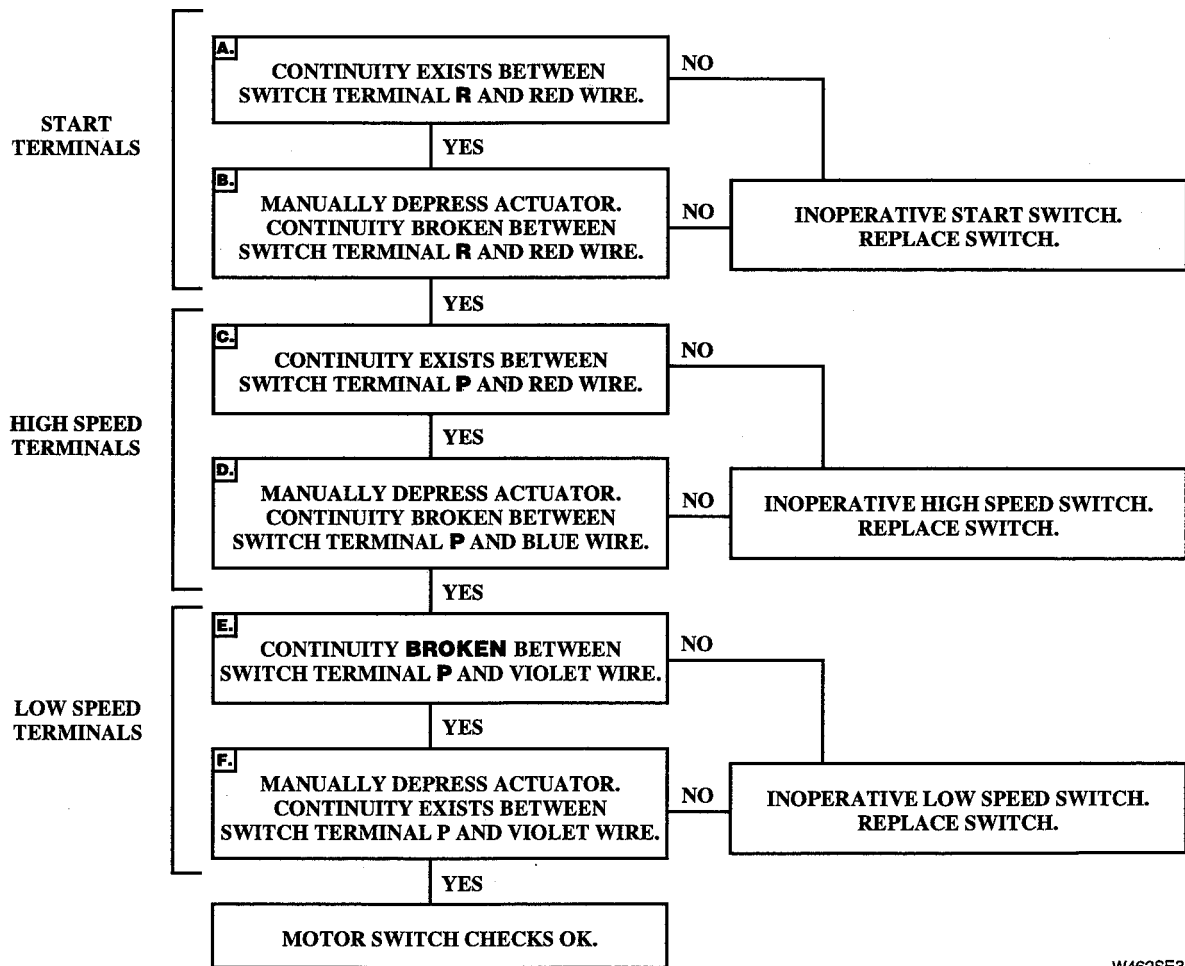 START
TERMINALS
A.
CONTINUITY EXISTS BETWEEN
SWITCH TERMINAL R AND RED WIRE.
NO
YES
B.
MANUALLY DEPRESS ACTUATOR.
CONTINUITY BROKEN BETWEEN
SWITCH TERMINAL R AND RED WIRE.
NO
INOPERATIVE START SWITCH.
REPLACE SWITCH.
YES
HIGH SPEED
TERMINALS
C.
CONTINUITY EXISTS BETWEEN
SWITCH TERMINAL P AND RED WIRE.
NO
YES
D.
MANUALLY DEPRESS ACTUATOR.
CONTINUITY BROKEN BETWEEN
SWITCH TERMINAL P AND BLUE WIRE.
NO
INOPERATIVE HIGH SPEED SWITCH.
REPLACE SWITCH.
YES
LOW SPEED
TERMINALS
E.
CONTINUITY BROKEN BETWEEN
SWITCH TERMINAL P AND VIOLET WIRE.
NO
YES
F.
MANUALLY DEPRESS ACTUATOR.
CONTINUITY EXISTS BETWEEN
SWITCH TERMINAL P AND VIOLET WIRE.
NO
INOPERATIVE LOW SPEED SWITCH.
REPLACE SWITCH.
YES
MOTOR SWITCH CHECKS OK.